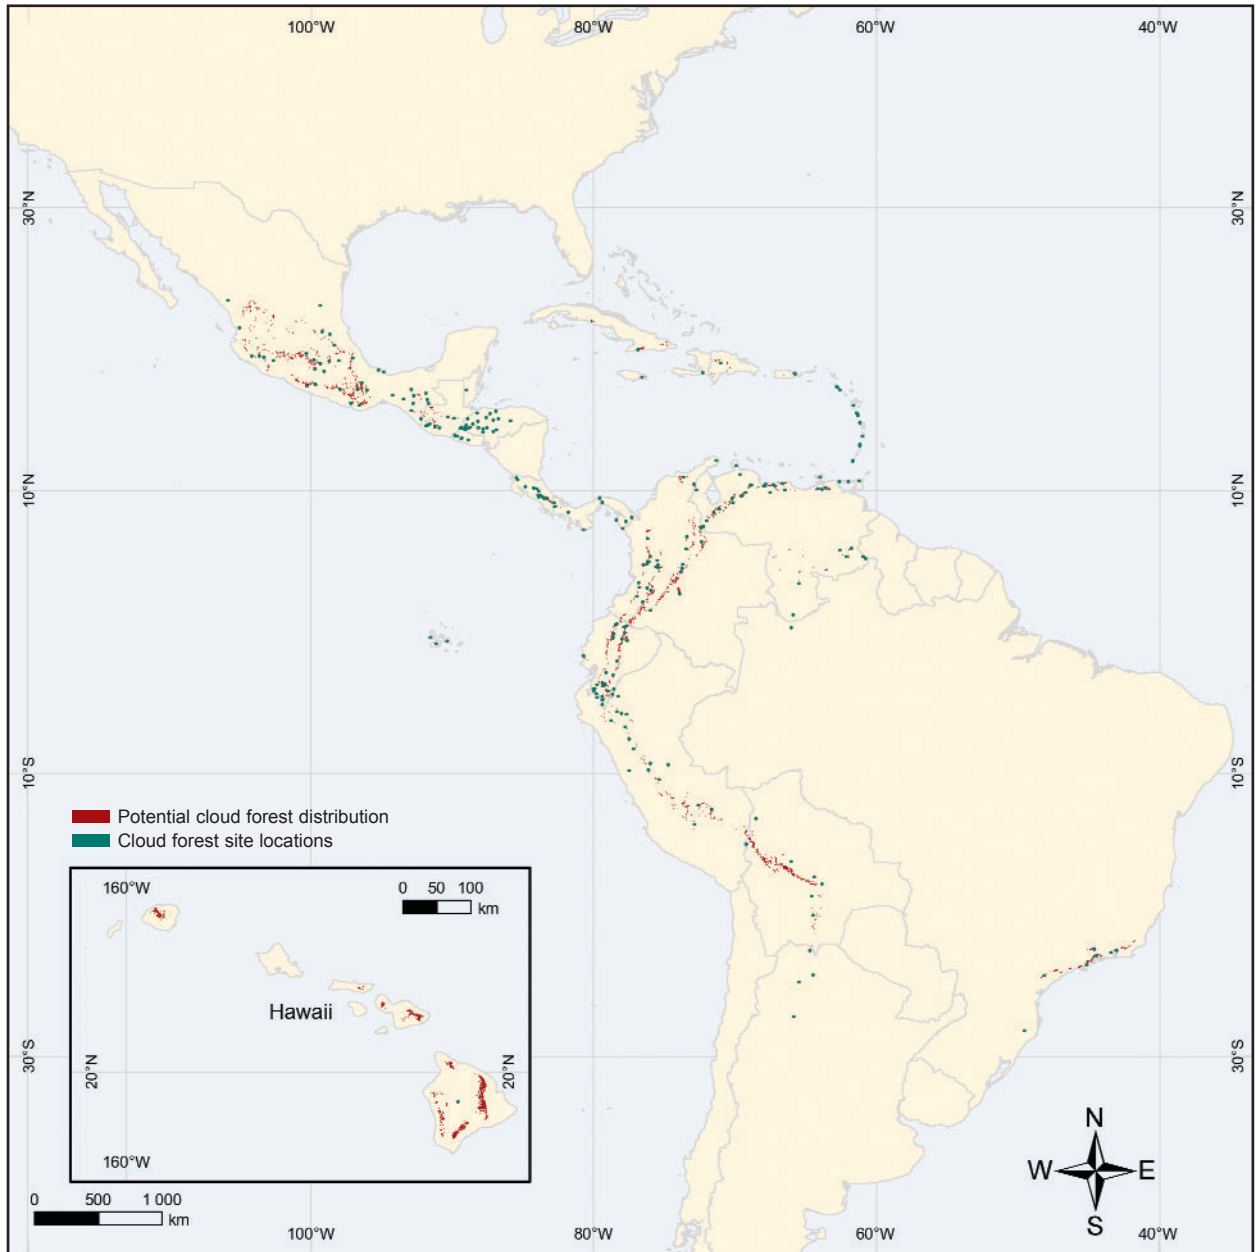 100°W 80°W 60°W 40°W
30°N 30°N
10°N 10°N
10°S 10°S
Potential cloud forest distribution
Cloud forest site locations
160°W 0 50 100
km
Hawaii
20°N 20°N
30°S 30°S
160°W
N
W E
S
0 500 1 000
km
100°W 80°W 60°W 40°W